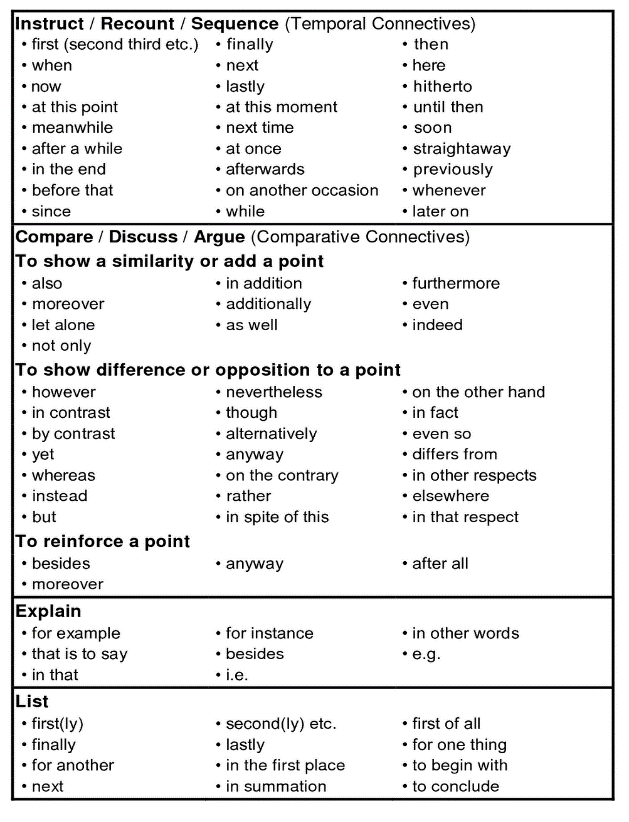 Instruct / Recount / Sequence (Temporal Connectives)
• first (second third etc.) • finally • then
• when • next • here
• now • lastly • hitherto
• at this point • at this moment • until then
• meanwhile • next time • soon
• after a while • at once • straightaway
• in the end • afterwards • previously
• before that • on another occasion • whenever
• since • while • later on
Compare / Discuss / Argue (Comparative Connectives)
To show a similarity or add a point
• also • in addition • furthermore
• moreover • additionally • even
• let alone • as well • indeed
• not only
To show difference or opposition to a point
• however • nevertheless • on the other hand
• in contrast • though • in fact
• by contrast • alternatively • even so
• yet • anyway • differs from
• whereas • on the contrary • in other respects
• instead • rather • elsewhere
• but • in spite of this • in that respect
To reinforce a point
• besides • anyway • after all
• moreover
Explain
• for example • for instance • in other words
• that is to say • besides • e.g.
• in that • i.e.
List
• first(ly) • second(ly) etc. • first of all
• finally • lastly • for one thing
• for another • in the first place • to begin with
• next • in summation • to conclude